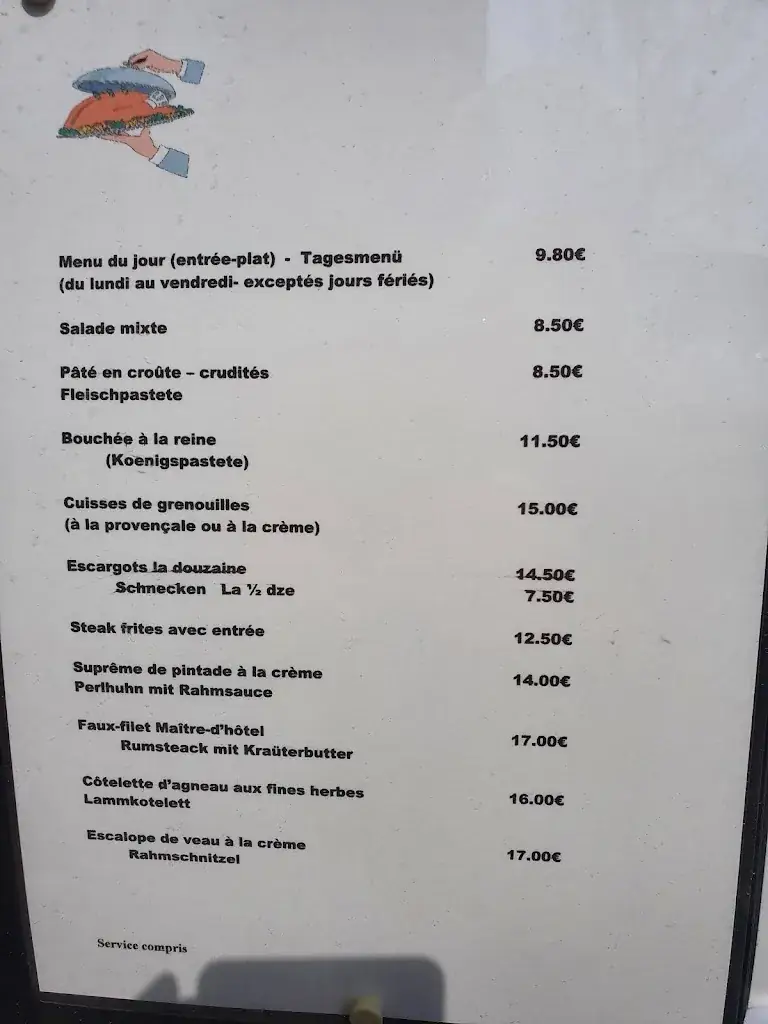 Menu du jour (entrée-plat) - Tagesmenü 9.80€
(du lundi au vendredi- exceptés jours fériés)
Salade mixte 8.50€
Pâté en croûte – crudités 8.50€
Fleischpastete
Bouchée à la reine 11.50€
(Koenigspastete)
Cuisses de grenouilles 15.00€
(à la provençale ou à la crème)
Escargots la douzaine 14.50€
Schnecken La ½ dze 7.50€
Steak frites avec entrée 12.50€
Suprême de pintade à la crème 14.00€
Perlhuhn mit Rahmsauce
Faux-filet Maître-d'hôtel 17.00€
Rumsteack mit Kraüterbutter
Côtelette d'agneau aux fines herbes 16.00€
Lammkotelett
Escalope de veau à la crème 17.00€
Rahmschnitzel
Service compris